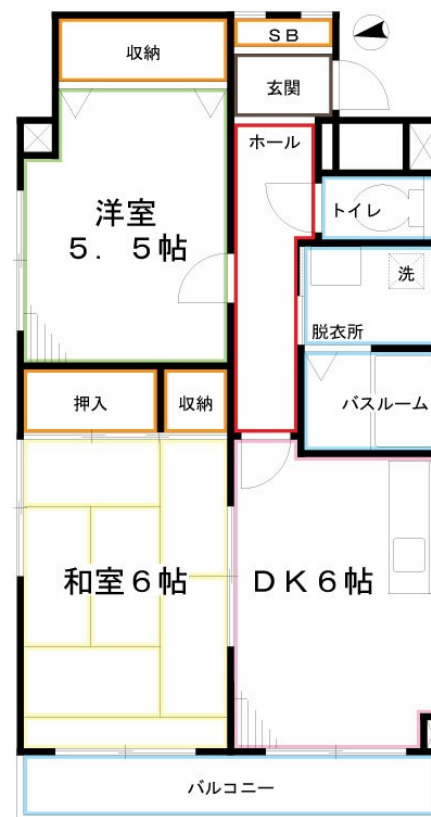 SB
収納
玄関
ホール
洋室
5.5帖
トイレ
洗
脱衣所
押入
収納
バスルーム
和室6帖
DK6帖
バルコニー